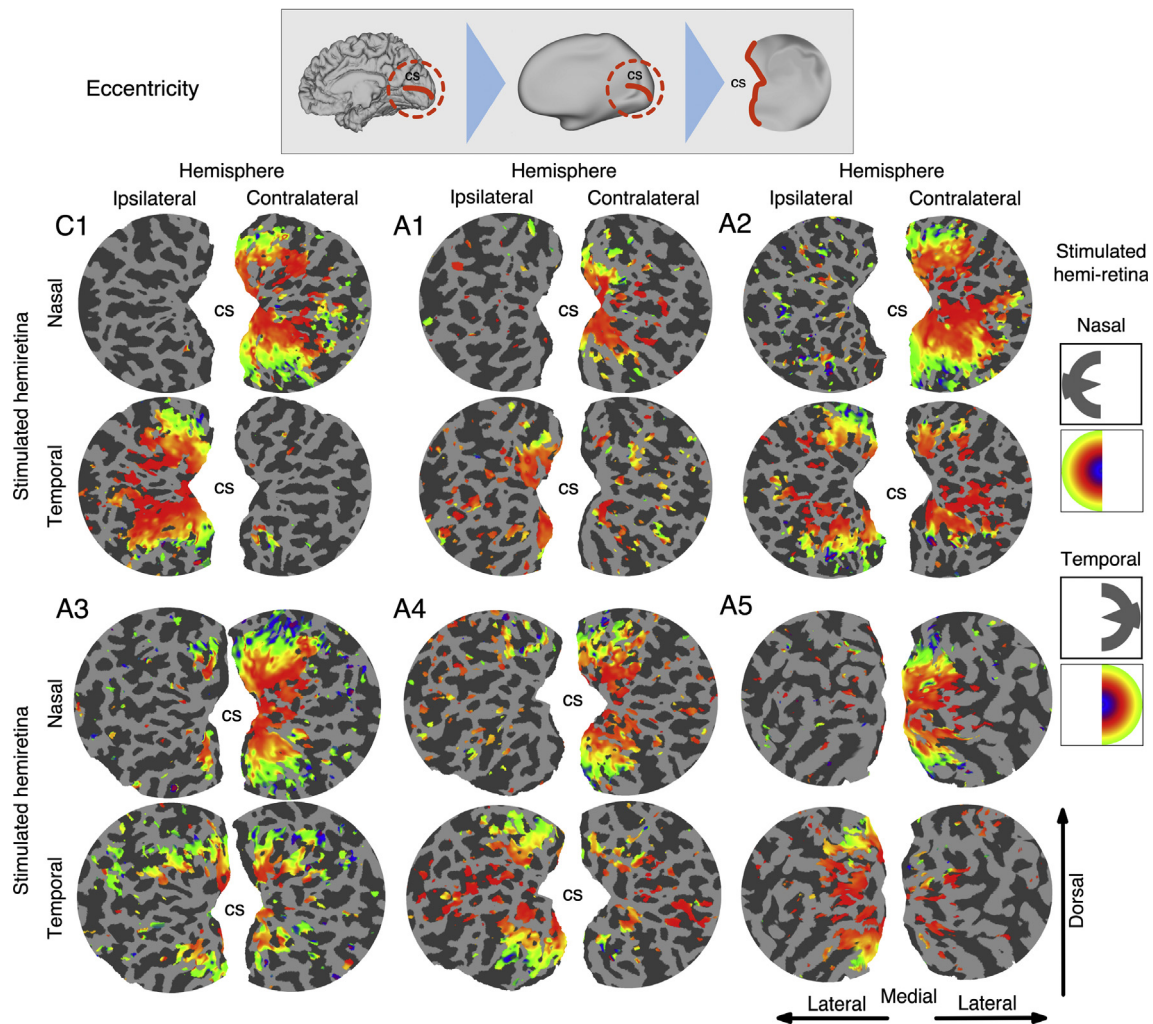 Eccentricity
CS
CS
CS
Hemisphere
Ipsilateral Contralateral
Hemisphere
Ipsilateral Contralateral
Hemisphere
Ipsilateral Contralateral
C1
A1
A2
Stimulated hemiretina
Nasal
CS
CS
CS
Temporal
CS
CS
CS
Stimulated
hemi-retina
Nasal
Temporal
A3
A4
A5
Stimulated hemiretina
Nasal
CS
CS
Temporal
CS
CS
Dorsal
Lateral Medial Lateral